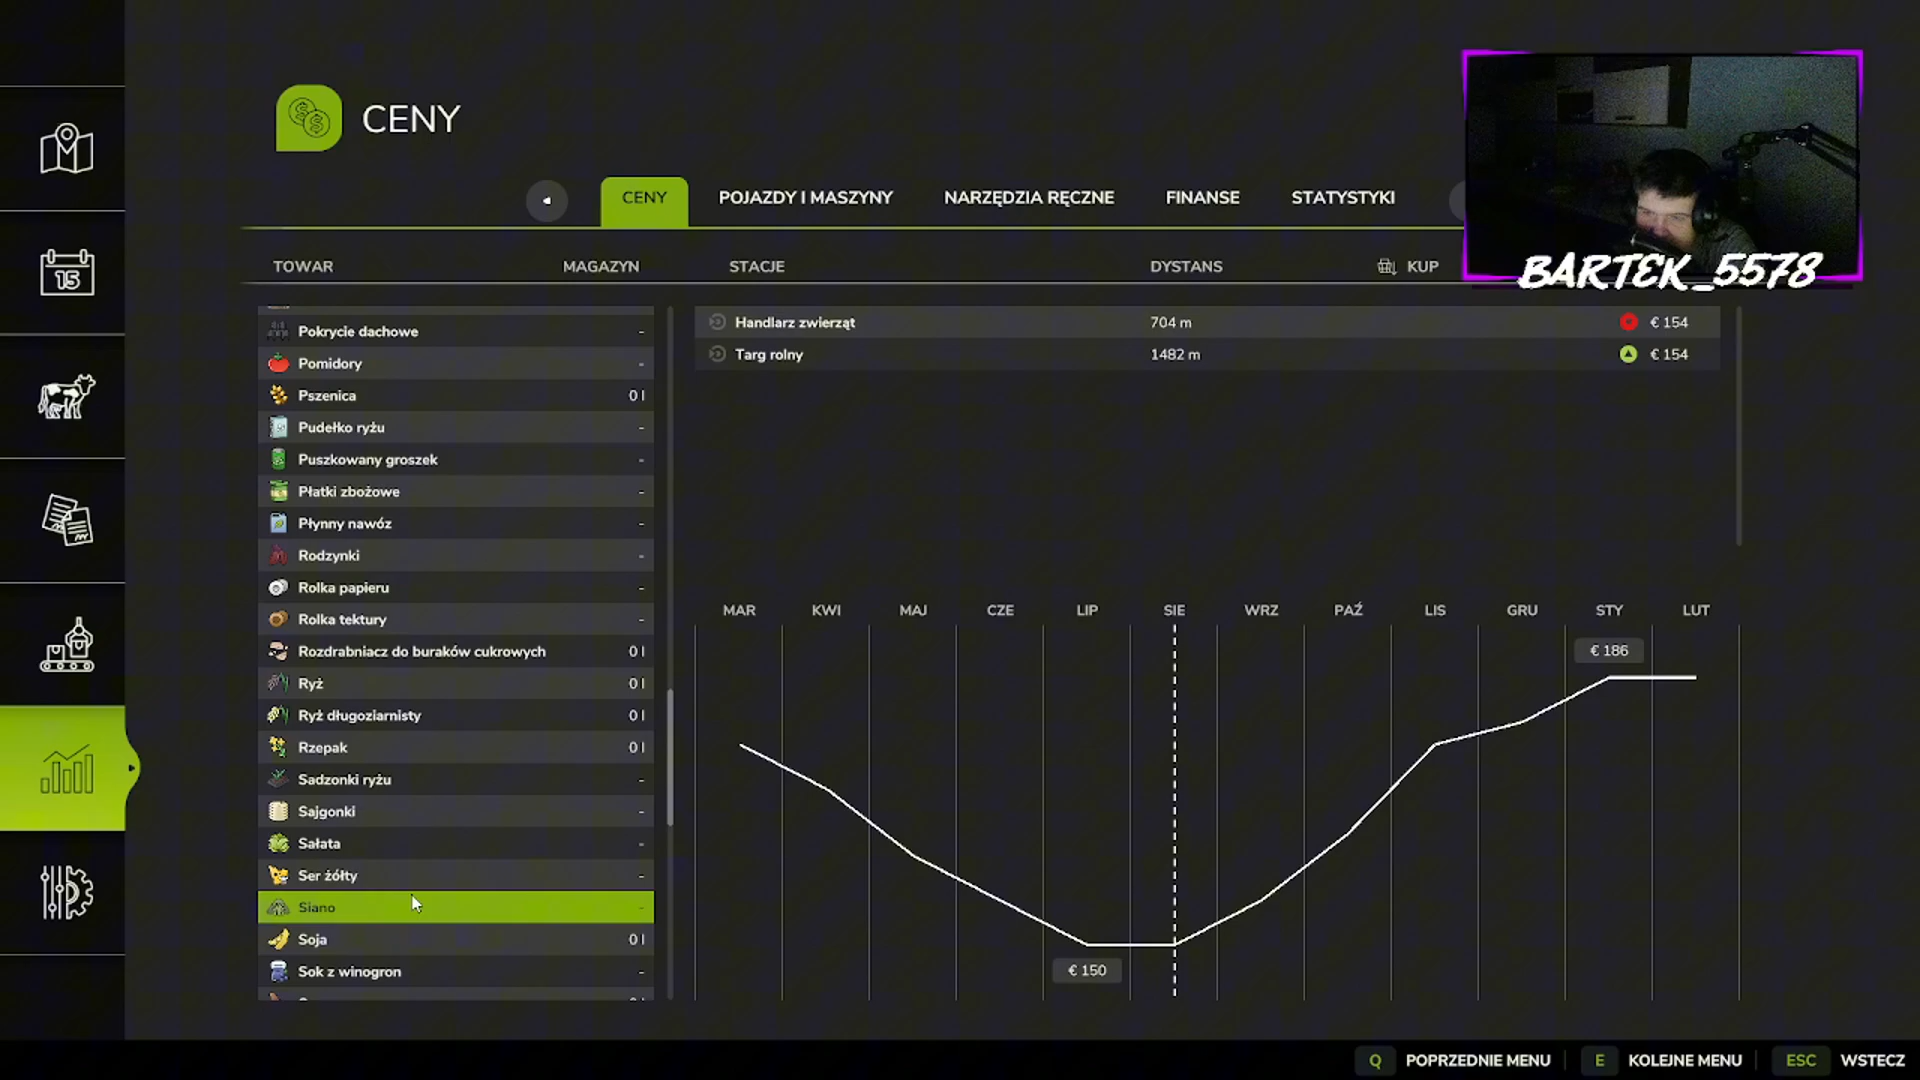 CENY
CENY POJAZDY I MASZYNY NARZĘDZIA RĘCZNE FINANSE STATYSTYKI
15
BARTEK_5578
TOWAR MAGAZYN STACJE DYSTANS KUP
Pokrycie dachowe -
Pomidory -
Pszenica 0 l
Pudełko ryżu -
Puszkowany groszek -
Płatki zbożowe -
Płynny nawóz -
Rodzynki -
Rolka papieru -
Rolka tektury -
Rozdrabniacz do buraków cukrowych 0 l
Ryż 0 l
Ryż długoziarnisty 0 l
Rzepak 0 l
Sadzonki ryżu -
Sajgonki -
Sałata -
Ser żółty -
Siano -
Soja 0 l
Sok z winogron -
Handlarz zwierząt 704 m € 154
Targ rolny 1482 m € 154
MAR KWI MAJ CZE LIP SIE WRZ PAŹ LIS GRU STY LUT
€ 186
€ 150
Q POPRZEDNIE MENU E KOLEJNE MENU ESC WSTECZ